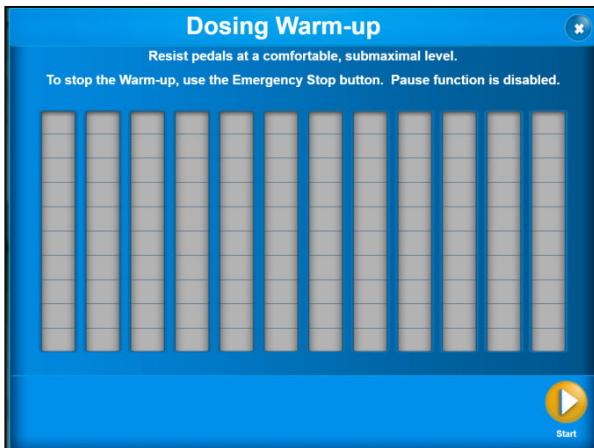 Dosing Warm-up
Resist pedals at a comfortable, submaximal level.
To stop the Warm-up, use the Emergency Stop button.  Pause function is disabled.
Start